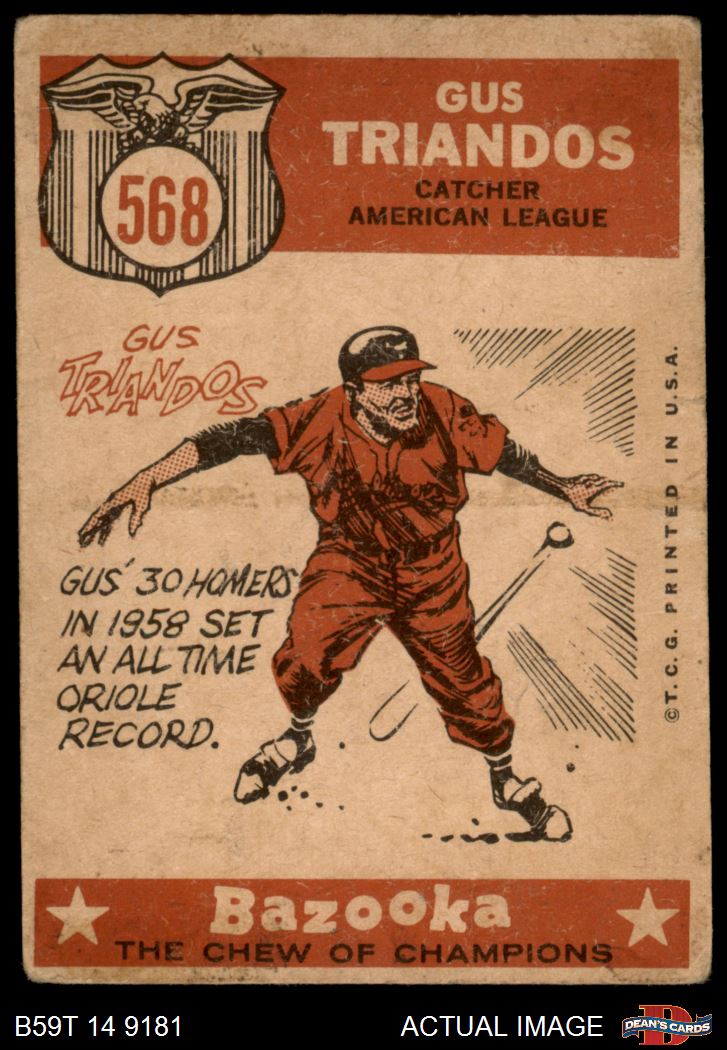 568
GUS
TRIANDOS
CATCHER
AMERICAN LEAGUE
GUS
TRIANDOS
GUS' 30 HOMERS
IN 1958 SET
AN ALL TIME
ORIOLE
RECORD.
© T. C. G. PRINTED IN U. S. A.
Bazooka
THE CHEW OF CHAMPIONS
B59T 14 9181
ACTUAL IMAGE
D
DEAN'S CARDS